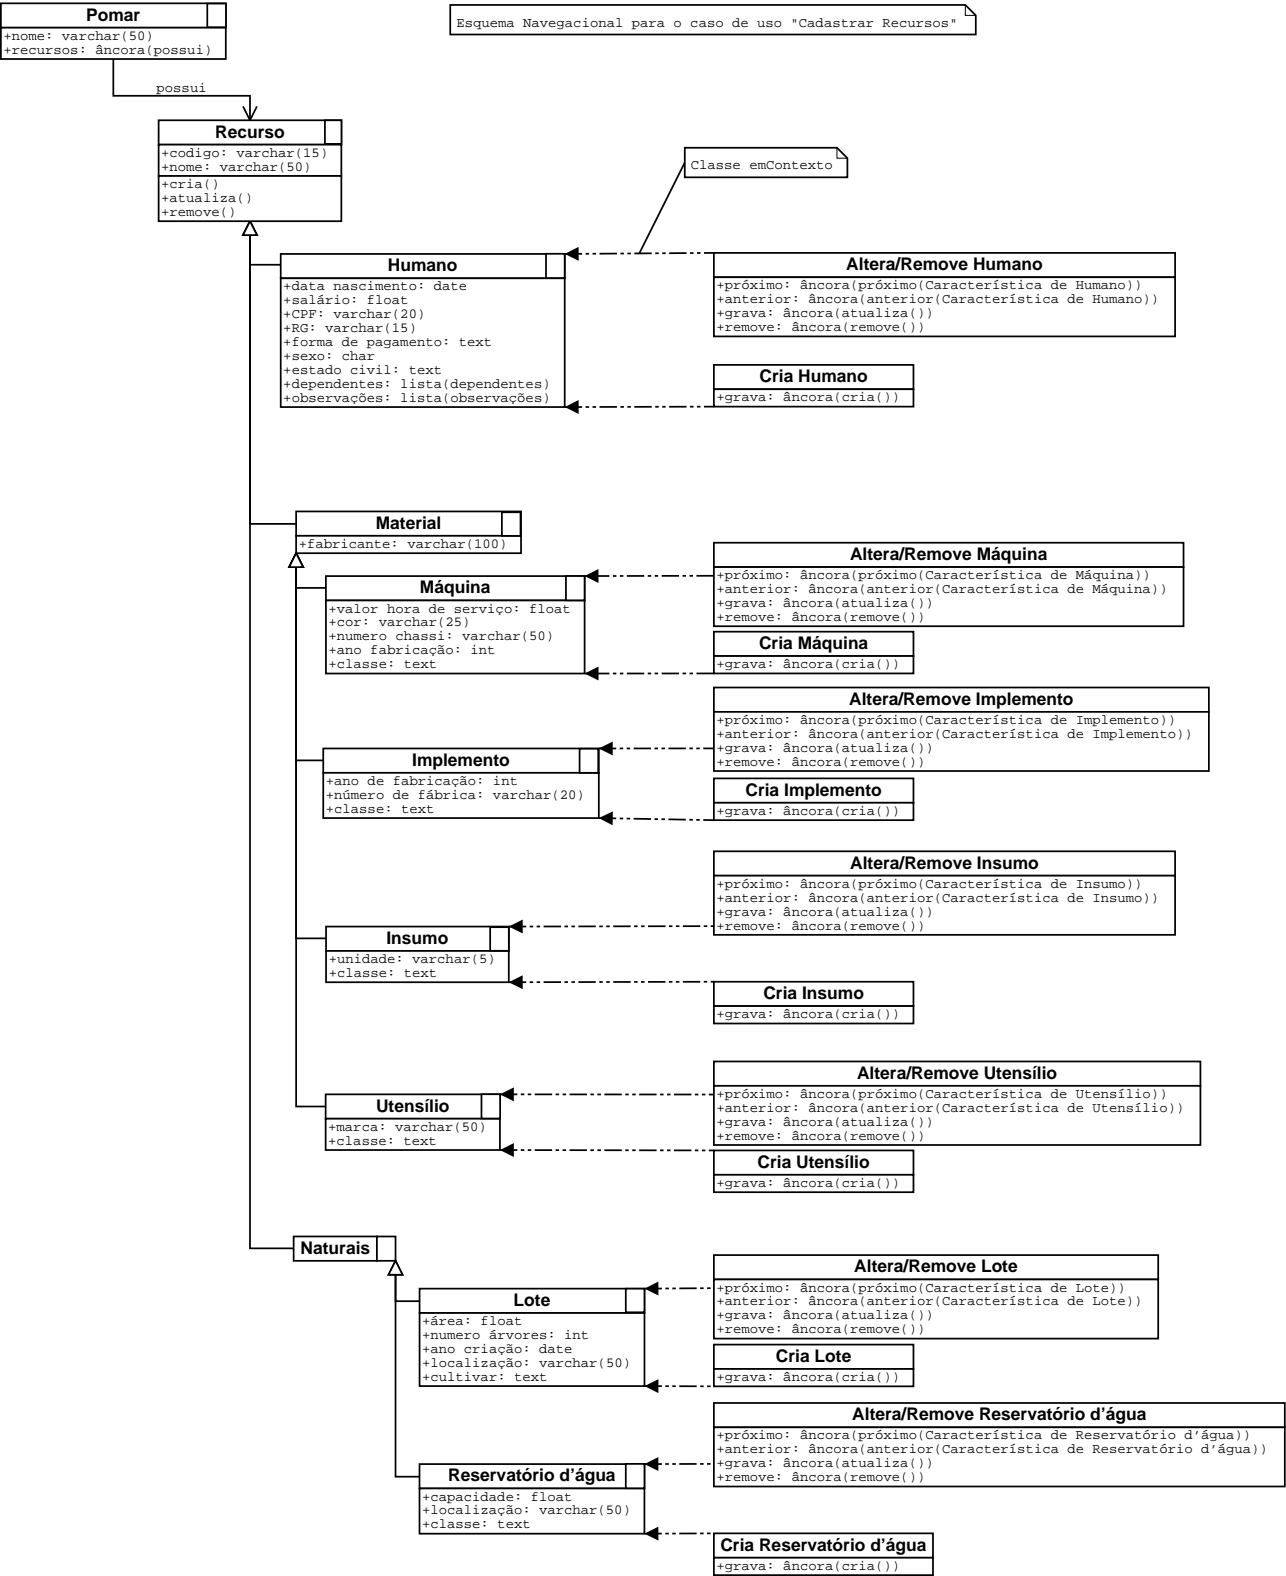 Pomar
+nome: varchar(50)
+recursos: âncora(possui)
Esquema Navegacional para o caso de uso "Cadastrar Recursos"
possui
Recurso
+codigo: varchar(15)
+nome: varchar(50)
+cria()
+atualiza()
+remove()
Classe emContexto
Humano
+data nascimento: date
+salário: float
+CPF: varchar(20)
+RG: varchar(15)
+forma de pagamento: text
+sexo: char
+estado civil: text
+dependentes: lista(dependentes)
+observações: lista(observações)
Altera/Remove Humano
+próximo: âncora(próximo(Característica de Humano))
+anterior: âncora(anterior(Característica de Humano))
+grava: âncora(atualiza())
+remove: âncora(remove())
Cria Humano
+grava: âncora(cria())
Material
+fabricante: varchar(100)
Máquina
+valor hora de serviço: float
+cor: varchar(25)
+numero chassi: varchar(50)
+ano fabricação: int
+classe: text
Altera/Remove Máquina
+próximo: âncora(próximo(Característica de Máquina))
+anterior: âncora(anterior(Característica de Máquina))
+grava: âncora(atualiza())
+remove: âncora(remove())
Cria Máquina
+grava: âncora(cria())
Implemento
+ano de fabricação: int
+número de fábrica: varchar(20)
+classe: text
Altera/Remove Implemento
+próximo: âncora(próximo(Característica de Implemento))
+anterior: âncora(anterior(Característica de Implemento))
+grava: âncora(atualiza())
+remove: âncora(remove())
Cria Implemento
+grava: âncora(cria())
Insumo
+unidade: varchar(5)
+classe: text
Altera/Remove Insumo
+próximo: âncora(próximo(Característica de Insumo))
+anterior: âncora(anterior(Característica de Insumo))
+grava: âncora(atualiza())
+remove: âncora(remove())
Cria Insumo
+grava: âncora(cria())
Utensílio
+marca: varchar(50)
+classe: text
Altera/Remove Utensílio
+próximo: âncora(próximo(Característica de Utensílio))
+anterior: âncora(anterior(Característica de Utensílio))
+grava: âncora(atualiza())
+remove: âncora(remove())
Cria Utensílio
+grava: âncora(cria())
Naturais
Lote
+área: float
+numero árvores: int
+ano criação: date
+localização: varchar(50)
+cultivar: text
Altera/Remove Lote
+próximo: âncora(próximo(Característica de Lote))
+anterior: âncora(anterior(Característica de Lote))
+grava: âncora(atualiza())
+remove: âncora(remove())
Cria Lote
+grava: âncora(cria())
Reservatório d'água
+capacidade: float
+localização: varchar(50)
+classe: text
Altera/Remove Reservatório d'água
+próximo: âncora(próximo(Característica de Reservatório d'água))
+anterior: âncora(anterior(Característica de Reservatório d'água))
+grava: âncora(atualiza())
+remove: âncora(remove())
Cria Reservatório d'água
+grava: âncora(cria())